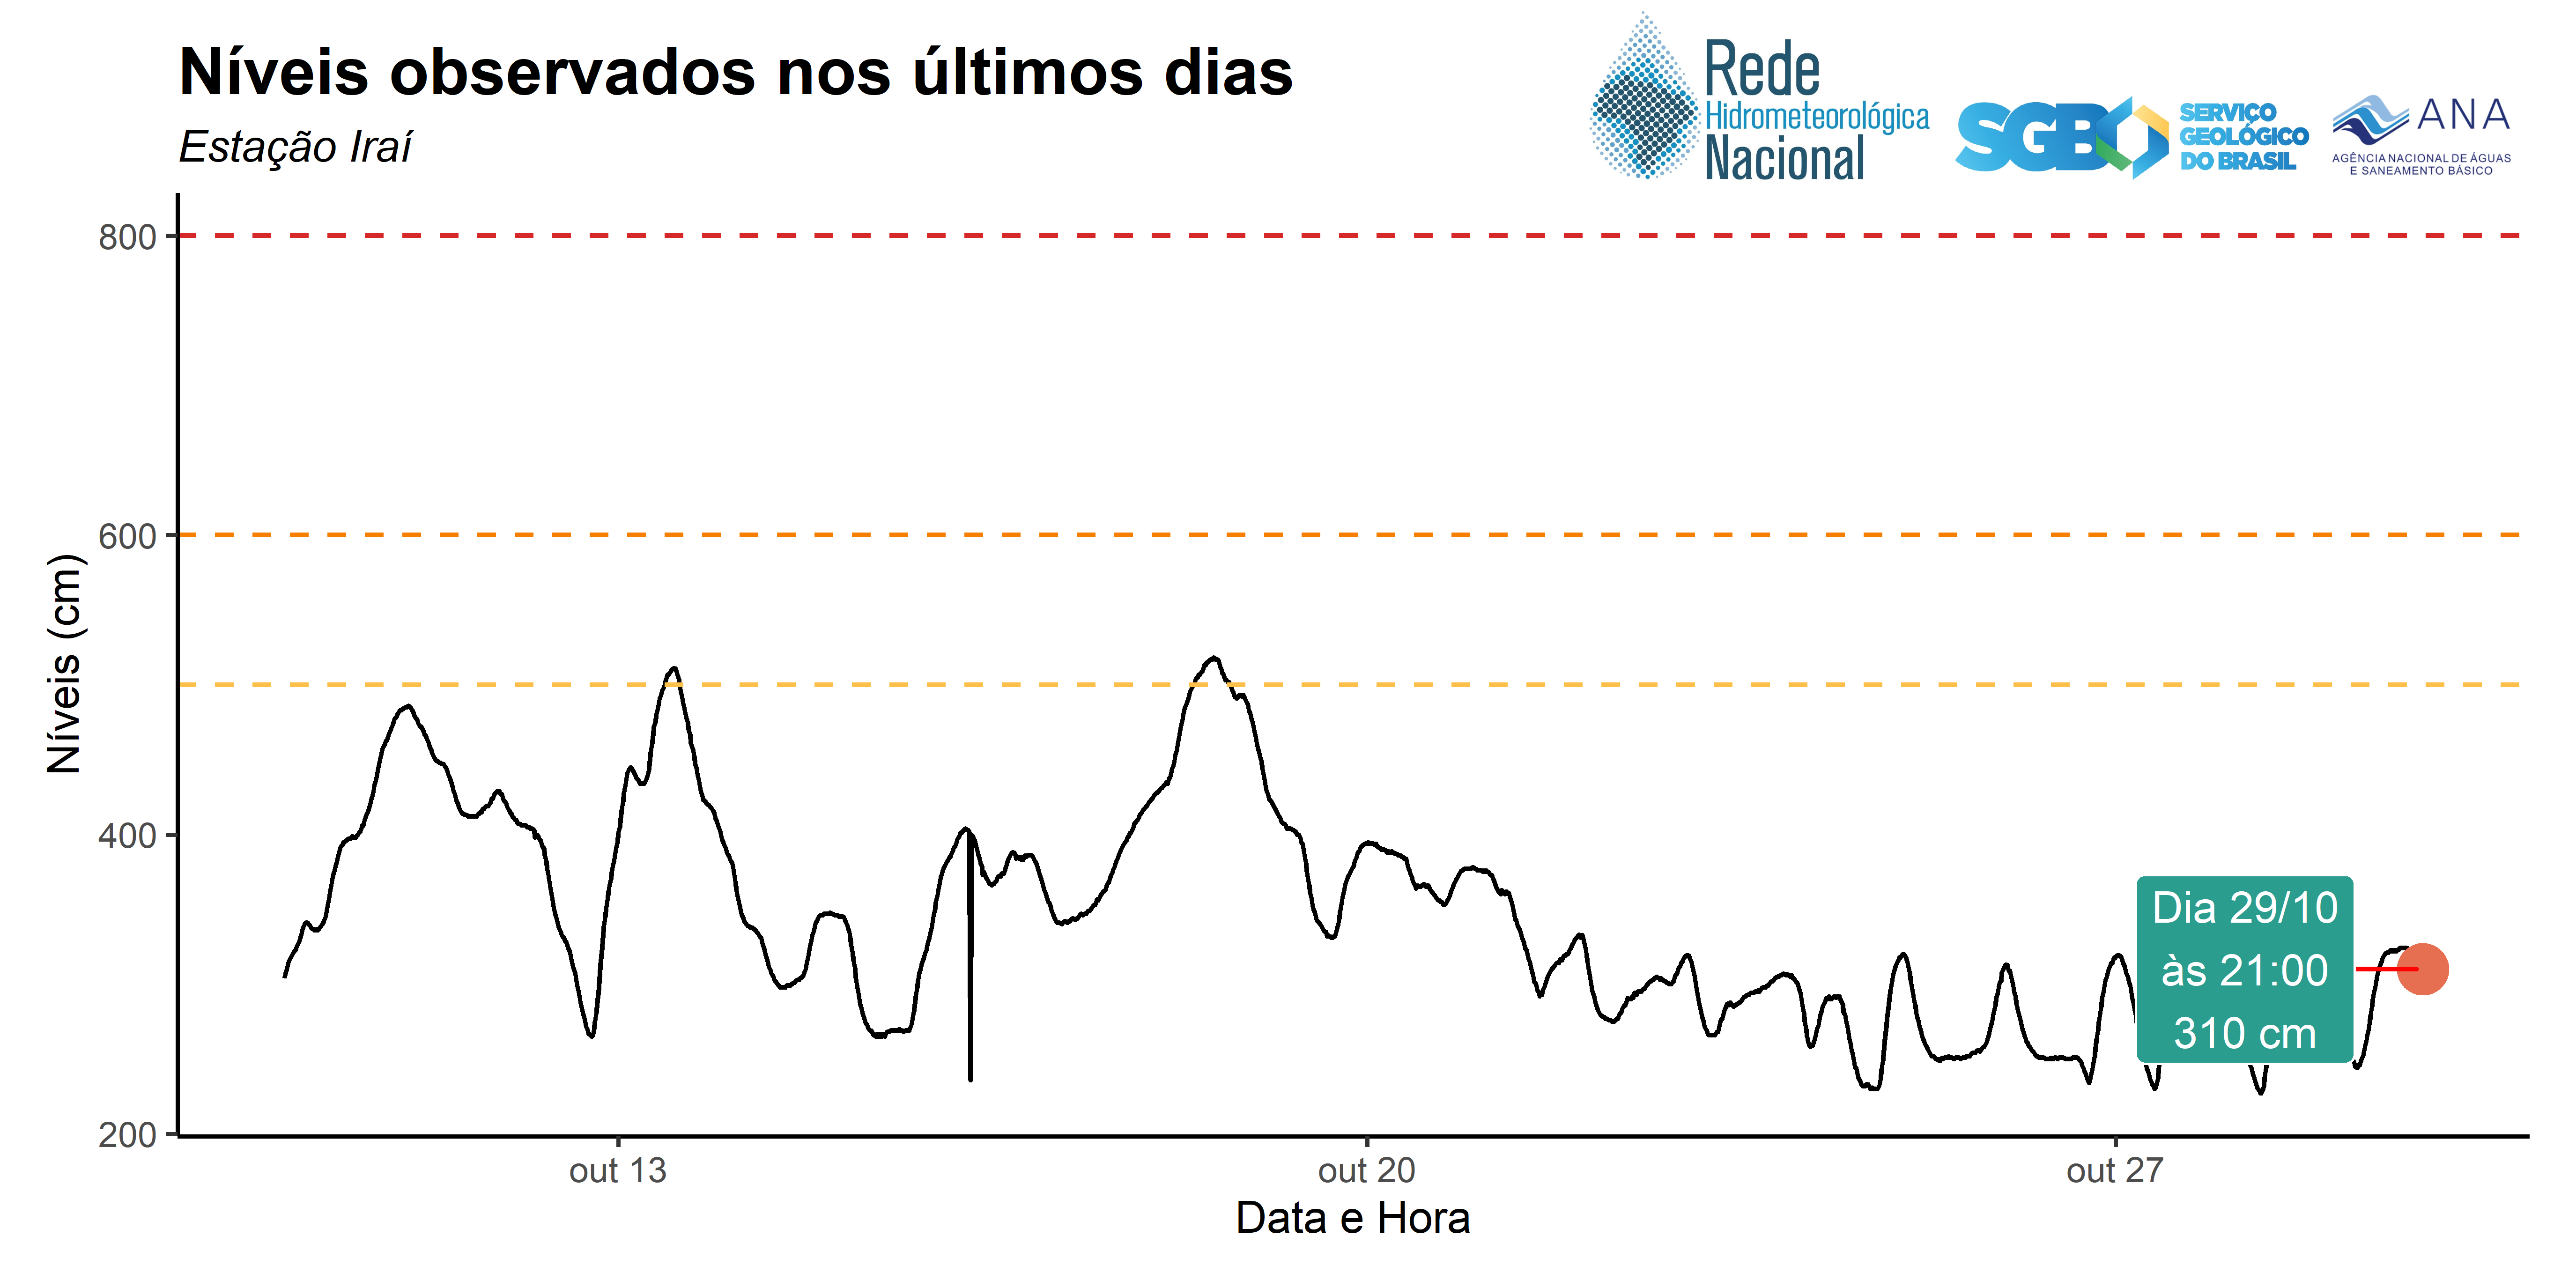 Níveis observados nos últimos dias
Estação Iraí
Rede
Hidrometeorológica
Nacional
SGB
SERVIÇO
GEOLÓGICO
DO BRASIL
ANA
AGÊNCIA NACIONAL DE ÁGUAS
E SANEAMENTO BÁSICO
Níveis (cm)
800
600
400
200
Dia 29/10
às 21:00
310 cm
out 13
out 20
out 27
Data e Hora